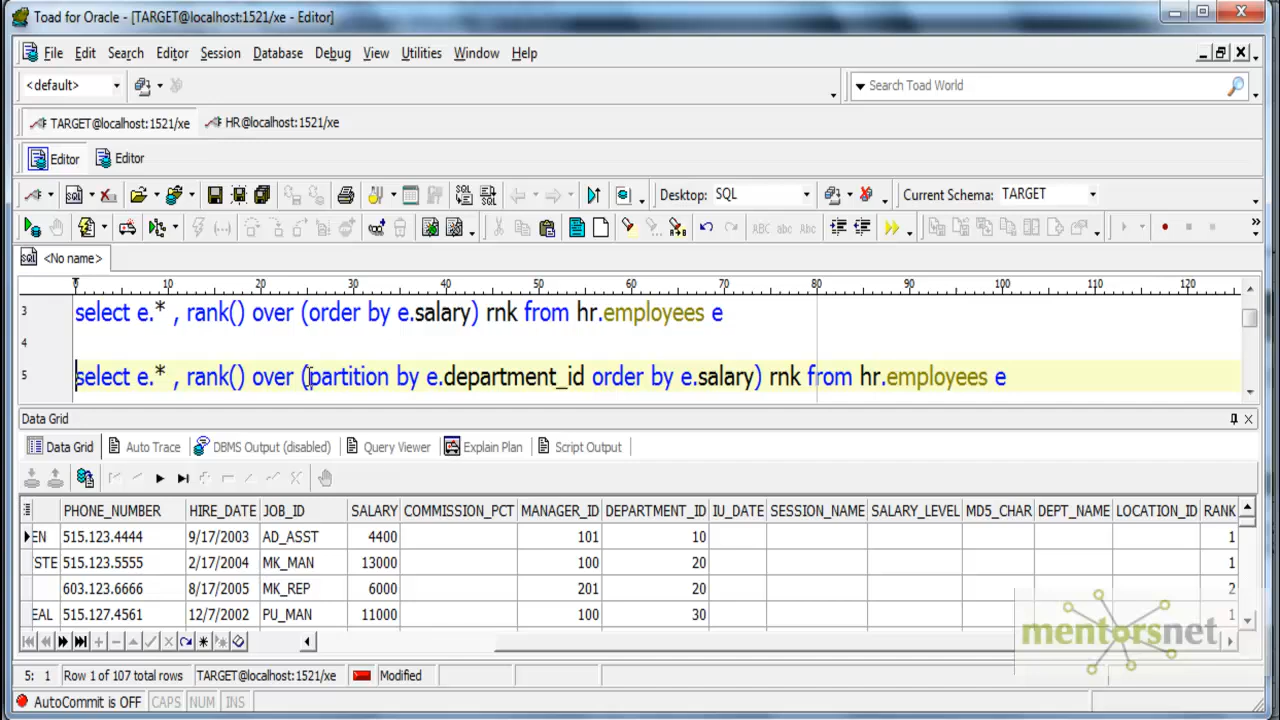 Toad for Oracle - [TARGET@localhost:1521/xe - Editor]
File Edit Search Editor Session Database Debug View Utilities Window Help
<default> Search Toad World
TARGET@localhost:1521/xe HR@localhost:1521/xe
Editor Editor
SQL Desktop: SQL Current Schema: TARGET
ABC abc Abc
SQL <No name>
0 10 20 30 40 50 60 70 80 90 100 110 120
3 select e.* , rank() over (order by e.salary) rnk from hr.employees e
4
5 select e.* , rank() over (partition by e.department_id order by e.salary) rnk from hr.employees e
Data Grid
Data Grid Auto Trace DBMS Output (disabled) Query Viewer Explain Plan Script Output
PHONE_NUMBER HIRE_DATE JOB_ID SALARY COMMISSION_PCT MANAGER_ID DEPARTMENT_ID IU_DATE SESSION_NAME SALARY_LEVEL MD5_CHAR DEPT_NAME LOCATION_ID RANK
EN 515.123.4444 9/17/2003 AD_ASST 4400 101 10 1
STE 515.123.5555 2/17/2004 MK_MAN 13000 100 20 1
603.123.6666 8/17/2005 MK_REP 6000 201 20 2
EAL 515.127.4561 12/7/2002 PU_MAN 11000 100 30 1
mentorsnet
5: 1 Row 1 of 107 total rows TARGET@localhost:1521/xe Modified
AutoCommit is OFF CAPS NUM INS